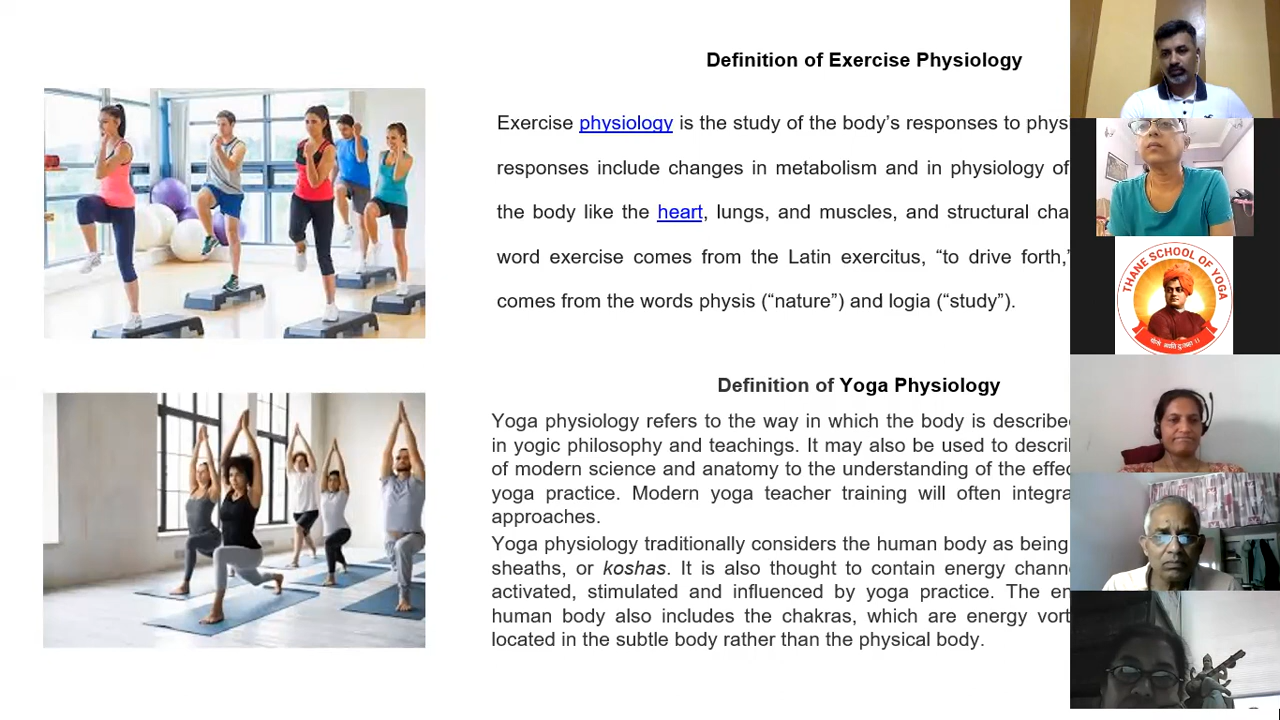 Definition of Exercise Physiology
Exercise physiology is the study of the body’s responses to phys
responses include changes in metabolism and in physiology of
the body like the heart, lungs, and muscles, and structural cha
word exercise comes from the Latin exercitus, “to drive forth,”
comes from the words physis (“nature”) and logia (“study”).
Definition of Yoga Physiology
Yoga physiology refers to the way in which the body is describe
in yogic philosophy and teachings. It may also be used to descri
of modern science and anatomy to the understanding of the effec
yoga practice. Modern yoga teacher training will often integra
approaches.
Yoga physiology traditionally considers the human body as being
sheaths, or koshas. It is also thought to contain energy chann
activated, stimulated and influenced by yoga practice. The en
human body also includes the chakras, which are energy vort
located in the subtle body rather than the physical body.
THANE SCHOOL OF YOGA